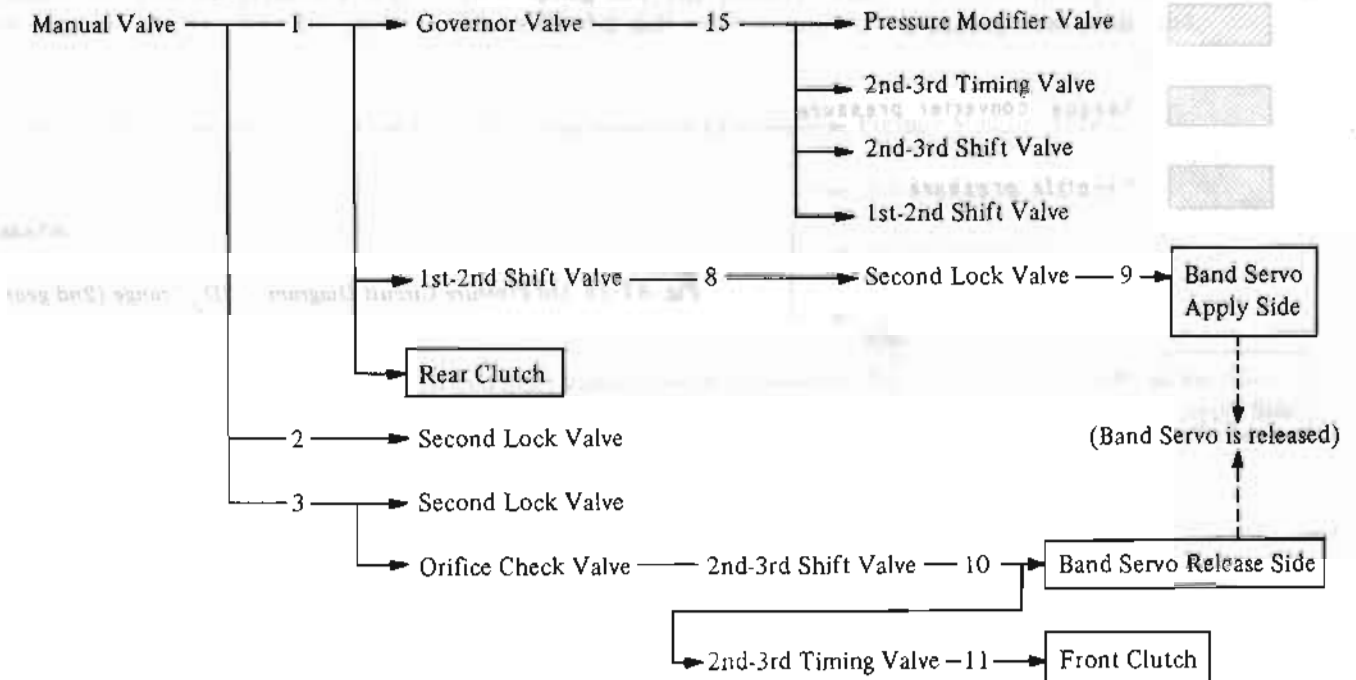 Manual Valve 1 Governor Valve 15 Pressure Modifier Valve
2nd-3rd Timing Valve
2nd-3rd Shift Valve
1st-2nd Shift Valve
1st-2nd Shift Valve 8 Second Lock Valve 9 Band Servo
Apply Side
Rear Clutch
2 Second Lock Valve
(Band Servo is released)
3 Second Lock Valve
Orifice Check Valve 2nd-3rd Shift Valve 10 Band Servo Release Side
2nd-3rd Timing Valve 11 Front Clutch